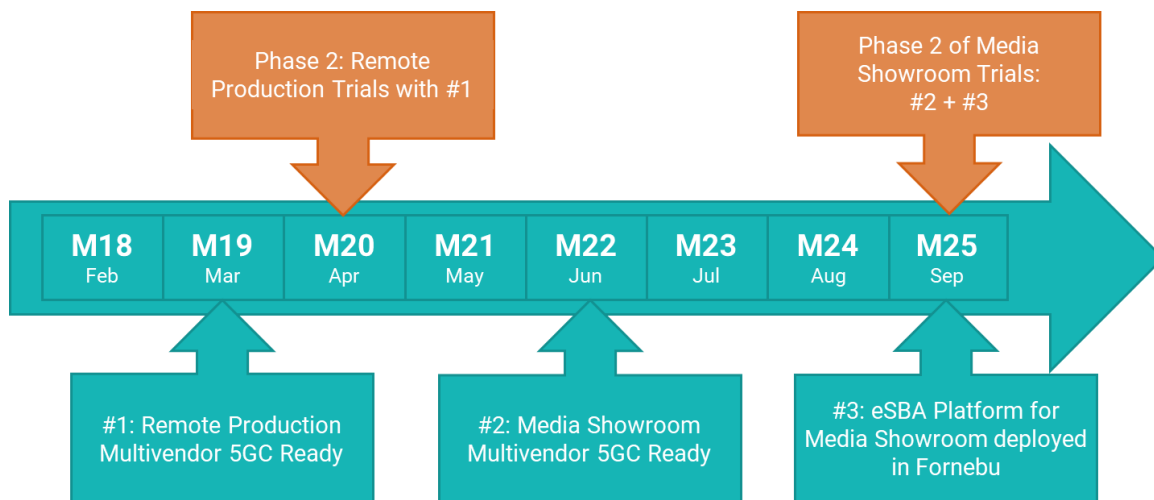 Phase 2: Remote
Production Trials with #1
Phase 2 of Media
Showroom Trials:
#2 + #3
M18
Feb
M19
Mar
M20
Apr
M21
May
M22
Jun
M23
Jul
M24
Aug
M25
Sep
#1: Remote Production
Multivendor 5GC Ready
#2: Media Showroom
Multivendor 5GC Ready
#3: eSBA Platform for
Media Showroom deployed
in Fornebu